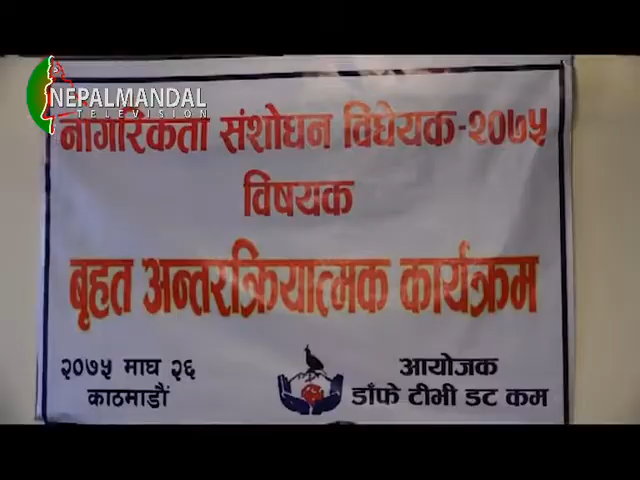 NEPALMANDAL
TELEVISION
नागरिकता संशोधन विधेयक-२०७५
विषयक
बृहत अन्तरक्रियात्मक कार्यक्रम
२०७५ माघ २६
काठमाडौं
आयोजक
डाँफे टीभी डट कम